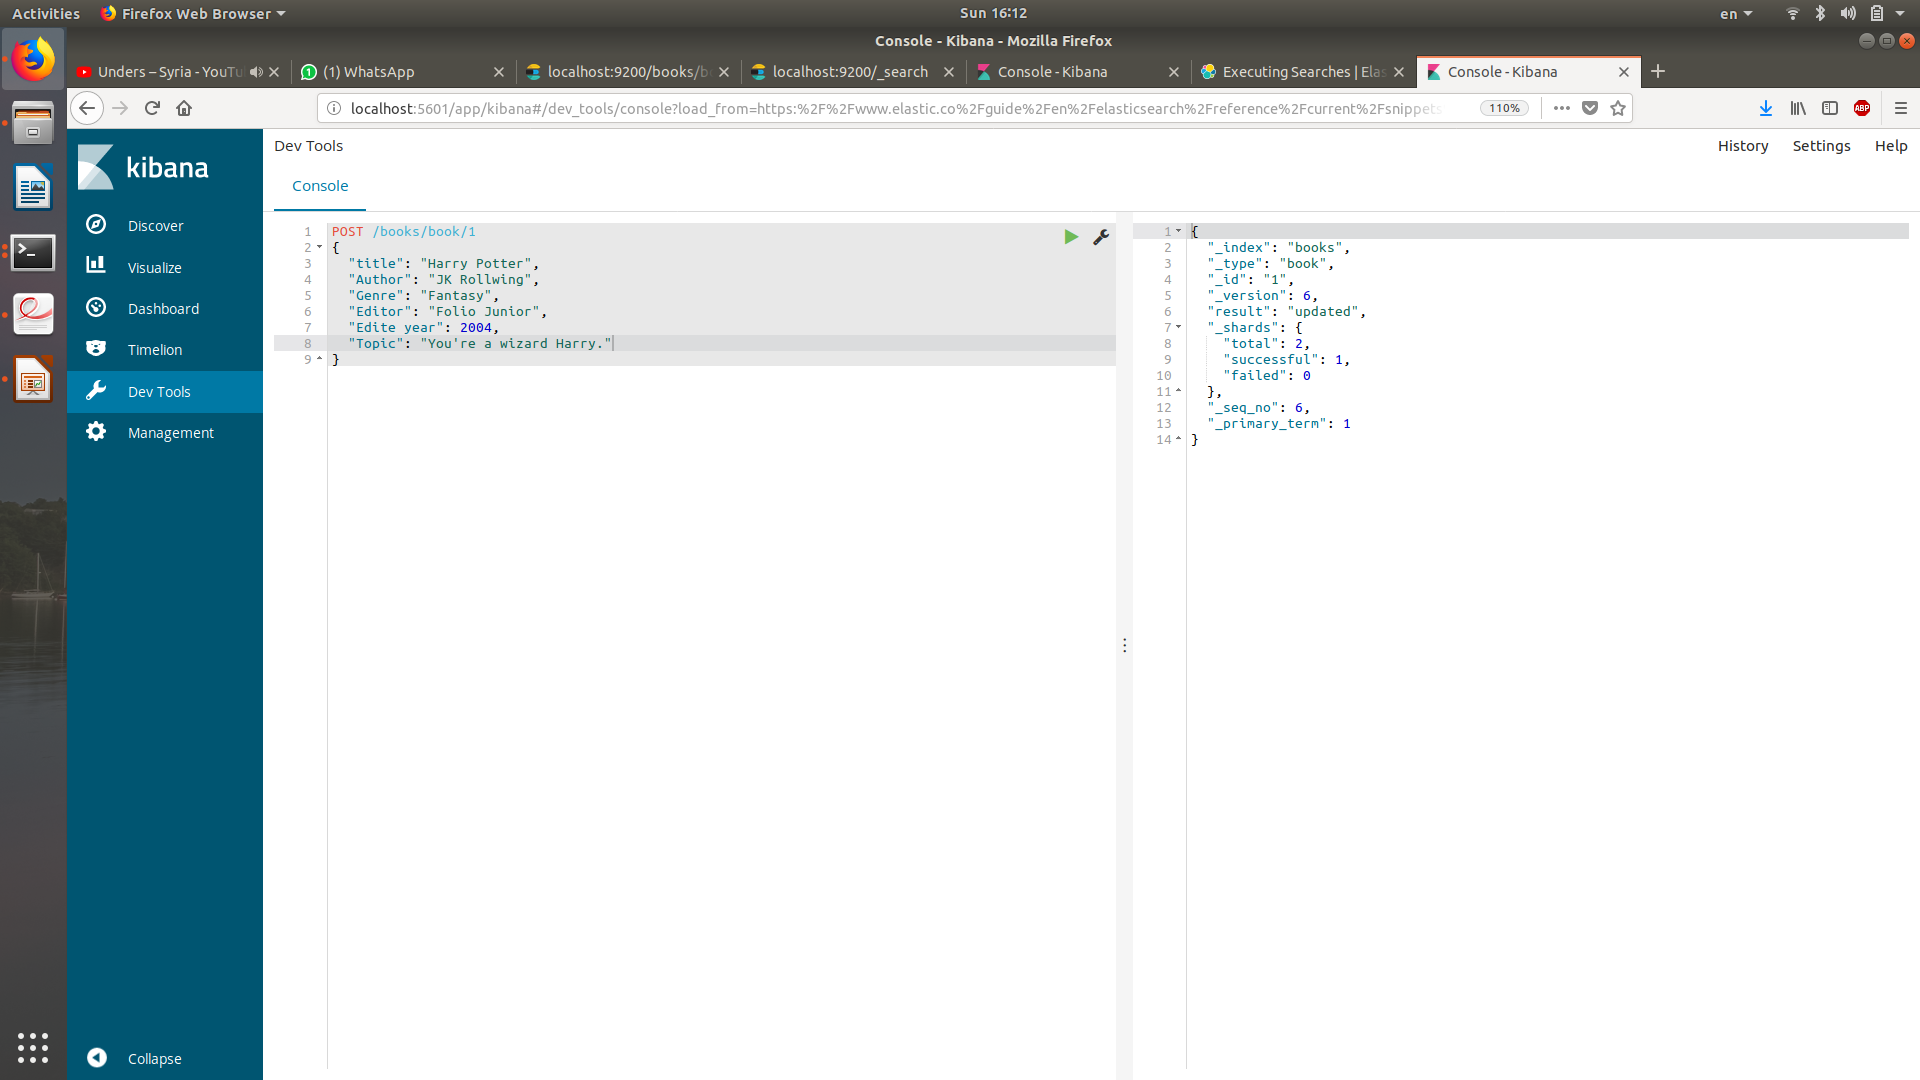 Activities
Firefox Web Browser
Sun 16:12
en
Console - Kibana - Mozilla Firefox
Unders – Syria - YouTu
(1) WhatsApp
localhost:9200/books/b
localhost:9200/_search
Console - Kibana
Executing Searches | Elas
Console - Kibana
localhost:5601/app/kibana#/dev_tools/console?load_from=https:%2F%2Fwww.elastic.co%2Fguide%2Fen%2Felasticsearch%2Freference%2Fcurrent%2Fsnippets
110%
ABP
kibana
Discover
Visualize
Dashboard
Timelion
Dev Tools
Management
Collapse
Dev Tools
History
Settings
Help
Console
1 POST /books/book/1
2 {
3 "title": "Harry Potter",
4 "Author": "JK Rollwing",
5 "Genre": "Fantasy",
6 "Editor": "Folio Junior",
7 "Edite year": 2004,
8 "Topic": "You're a wizard Harry."
9 }
1 {
2 "_index": "books",
3 "_type": "book",
4 "_id": "1",
5 "_version": 6,
6 "result": "updated",
7 "_shards": {
8 "total": 2,
9 "successful": 1,
10 "failed": 0
11 },
12 "_seq_no": 6,
13 "_primary_term": 1
14 }